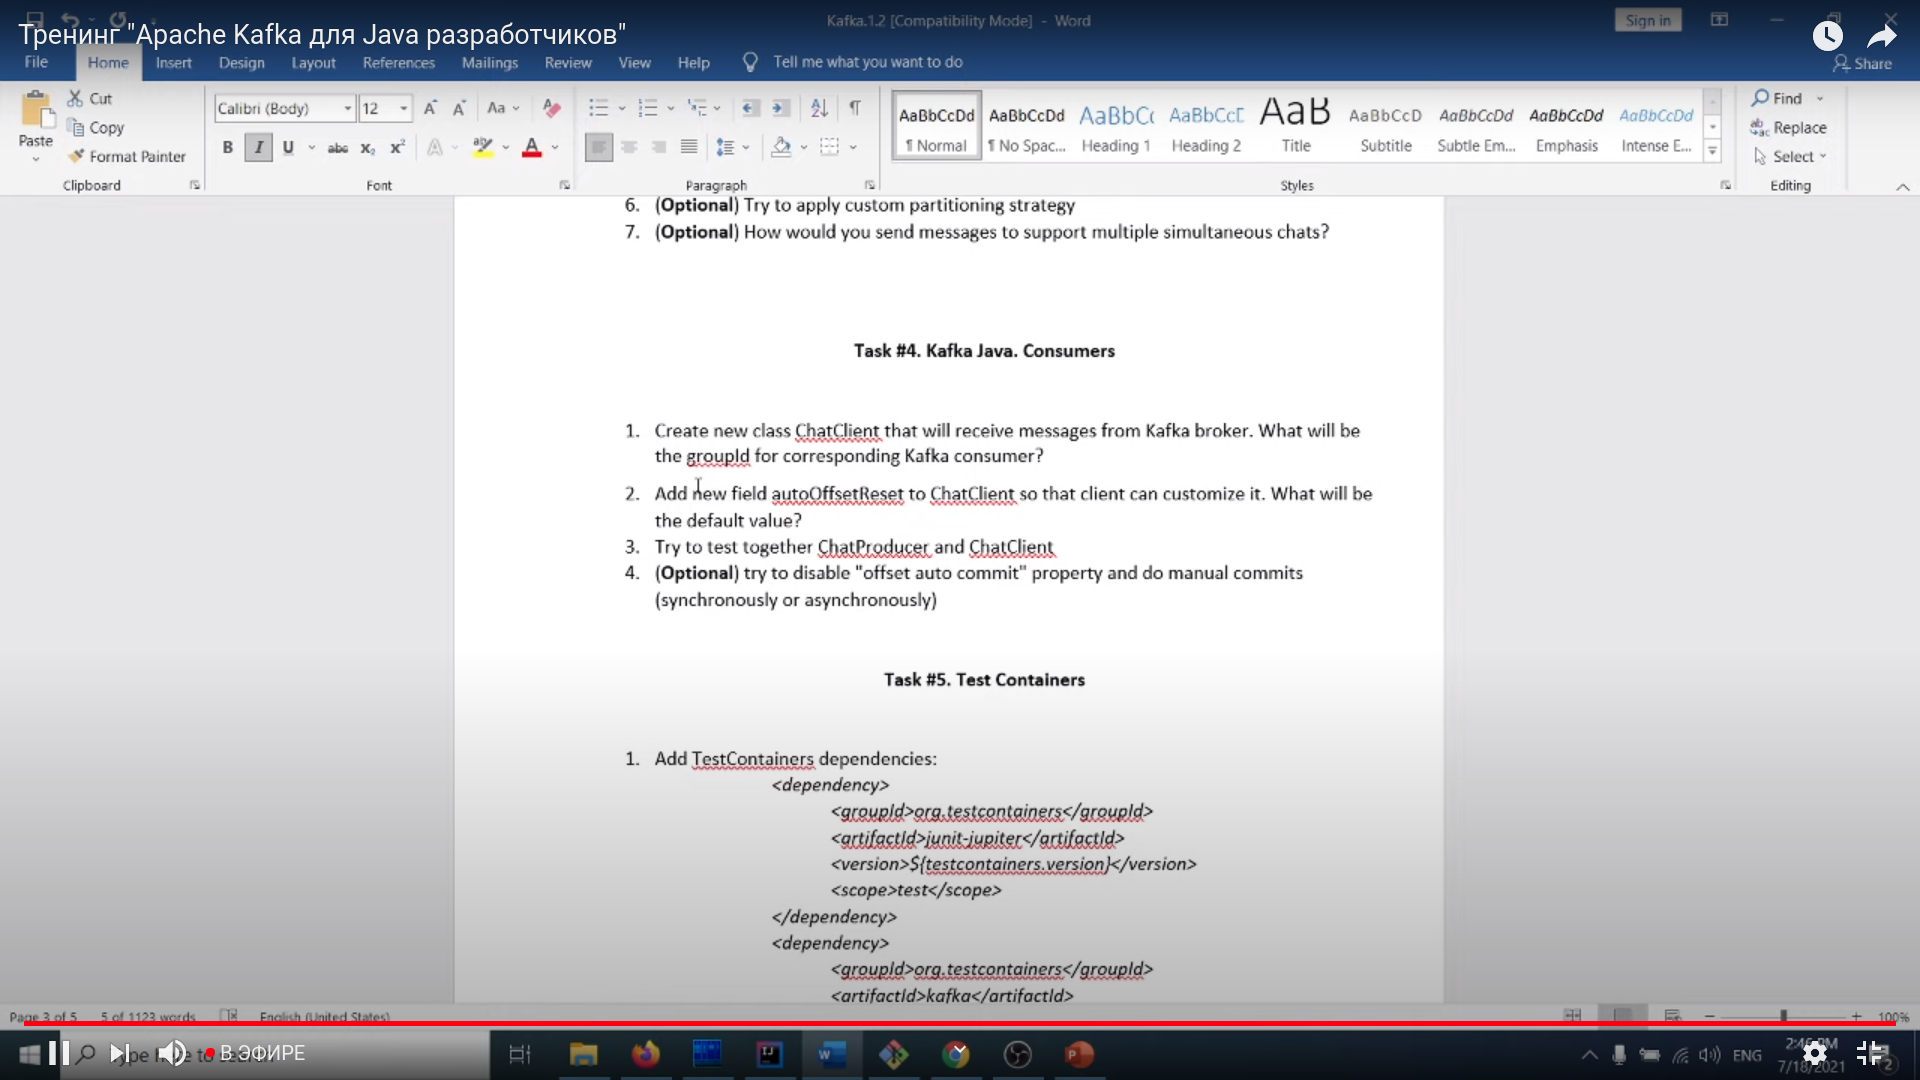 Kafka.1.2 [Compatibility Mode] - Word
Sign in
Тренинг "Apache Kafka для Java разработчиков"
File Home Insert Design Layout References Mailings Review View Help Tell me what you want to do
Share
Paste
Cut
Copy
Format Painter
Clipboard
Calibri (Body) 12
Font
Paragraph
AaBbCcDd AaBbCcDd AaBbC AaBbCcE AaB AaBbCcD AaBbCcDd AaBbCcDd AaBbCcDd
¶ Normal ¶ No Spac... Heading 1 Heading 2 Title Subtitle Subtle Em... Emphasis Intense E...
Styles
Find
Replace
Select
Editing
6. (Optional) Try to apply custom partitioning strategy
7. (Optional) How would you send messages to support multiple simultaneous chats?
Task #4. Kafka Java. Consumers
1. Create new class ChatClient that will receive messages from Kafka broker. What will be
the groupId for corresponding Kafka consumer?
2. Add new field autoOffsetReset to ChatClient so that client can customize it. What will be
the default value?
3. Try to test together ChatProducer and ChatClient
4. (Optional) try to disable "offset auto commit" property and do manual commits
(synchronously or asynchronously)
Task #5. Test Containers
1. Add TestContainers dependencies:
<dependency>
<groupId>org.testcontainers</groupId>
<artifactId>junit-jupiter</artifactId>
<version>${testcontainers.version}</version>
<scope>test</scope>
</dependency>
<dependency>
<groupId>org.testcontainers</groupId>
<artifactId>kafka</artifactId>
Page 3 of 5 5 of 1123 words English (United States)
100%
В ЭФИРЕ
ENG
7/18/2021